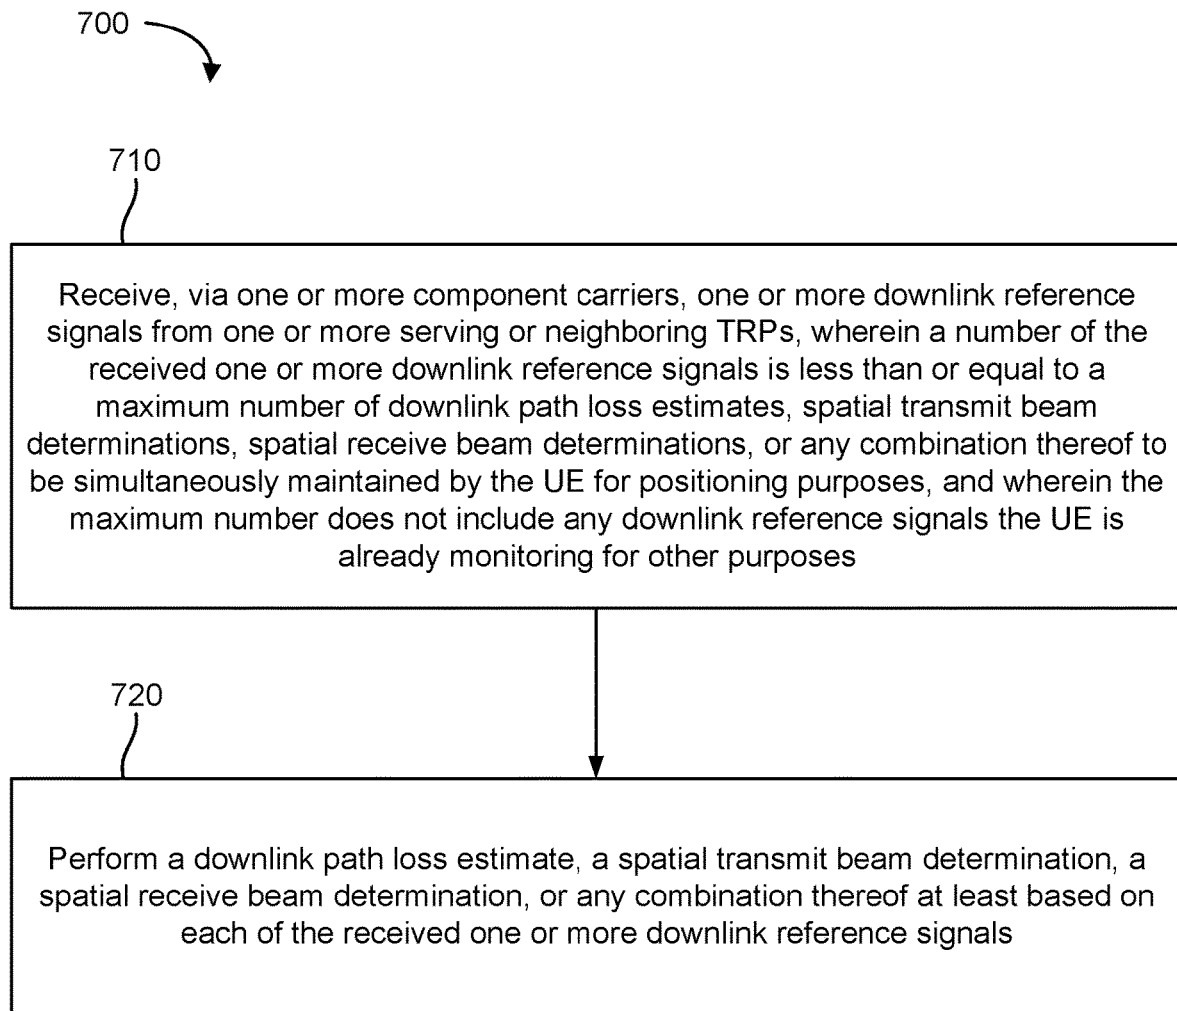 700
710
Receive, via one or more component carriers, one or more downlink reference
signals from one or more serving or neighboring TRPs, wherein a number of the
received one or more downlink reference signals is less than or equal to a
maximum number of downlink path loss estimates, spatial transmit beam
determinations, spatial receive beam determinations, or any combination thereof to
be simultaneously maintained by the UE for positioning purposes, and wherein the
maximum number does not include any downlink reference signals the UE is
already monitoring for other purposes
720
Perform a downlink path loss estimate, a spatial transmit beam determination, a
spatial receive beam determination, or any combination thereof at least based on
each of the received one or more downlink reference signals